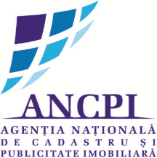 ANCPI
AGENȚIA NAȚIONALĂ
DE CADASTRU ȘI
PUBLICITATE IMOBILIARĂ